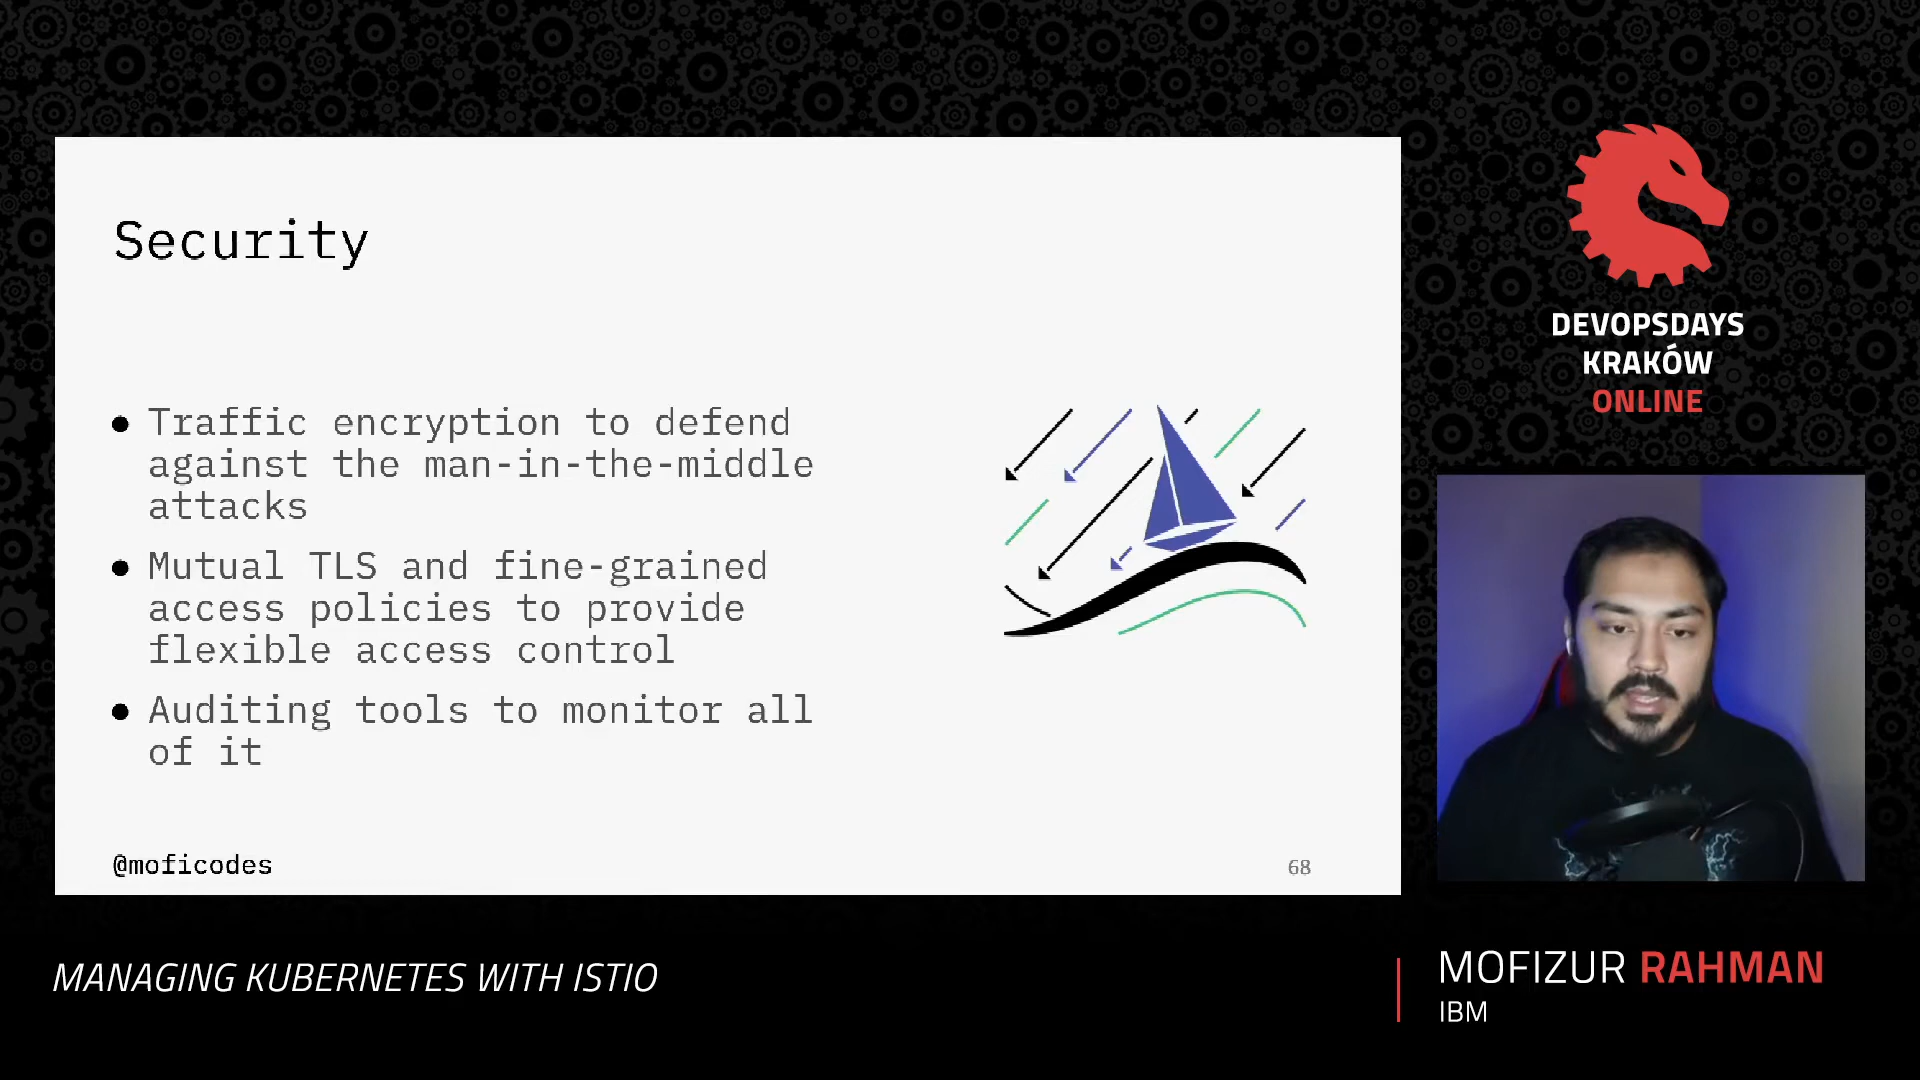 Security
● Traffic encryption to defend
against the man-in-the-middle
attacks
● Mutual TLS and fine-grained
access policies to provide
flexible access control
● Auditing tools to monitor all
of it
@moficodes
68
DEVOPSDAYS
KRAKÓW
ONLINE
MANAGING KUBERNETES WITH ISTIO
MOFIZUR RAHMAN
IBM